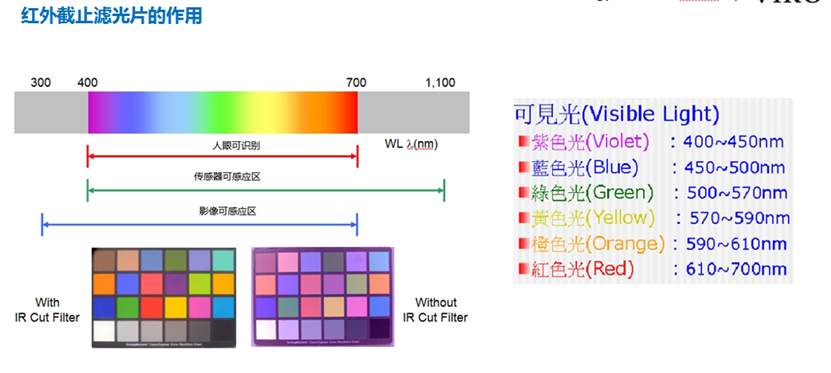 红外截止滤光片的作用
300 400 700 1,100
人眼可识别
WL λ(nm)
传感器可感应区
影像可感应区
With
IR Cut Filter
Without
IR Cut Filter
可見光(Visible Light)
紫色光(Violet) : 400~450nm
藍色光(Blue) : 450~500nm
綠色光(Green) : 500~570nm
黃色光(Yellow) : 570~590nm
橙色光(Orange) : 590~610nm
紅色光(Red) : 610~700nm